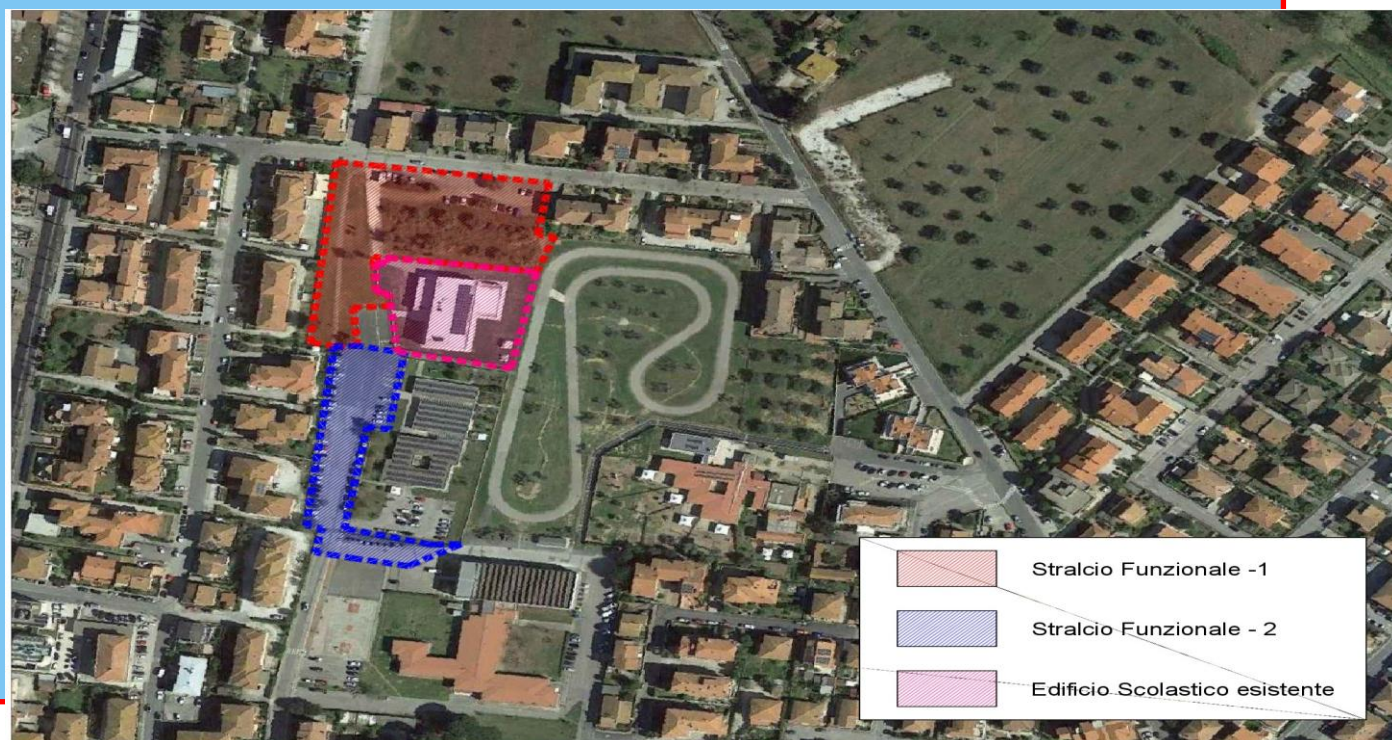 Stralcio Funzionale -1
Stralcio Funzionale - 2
Edificio Scolastico esistente